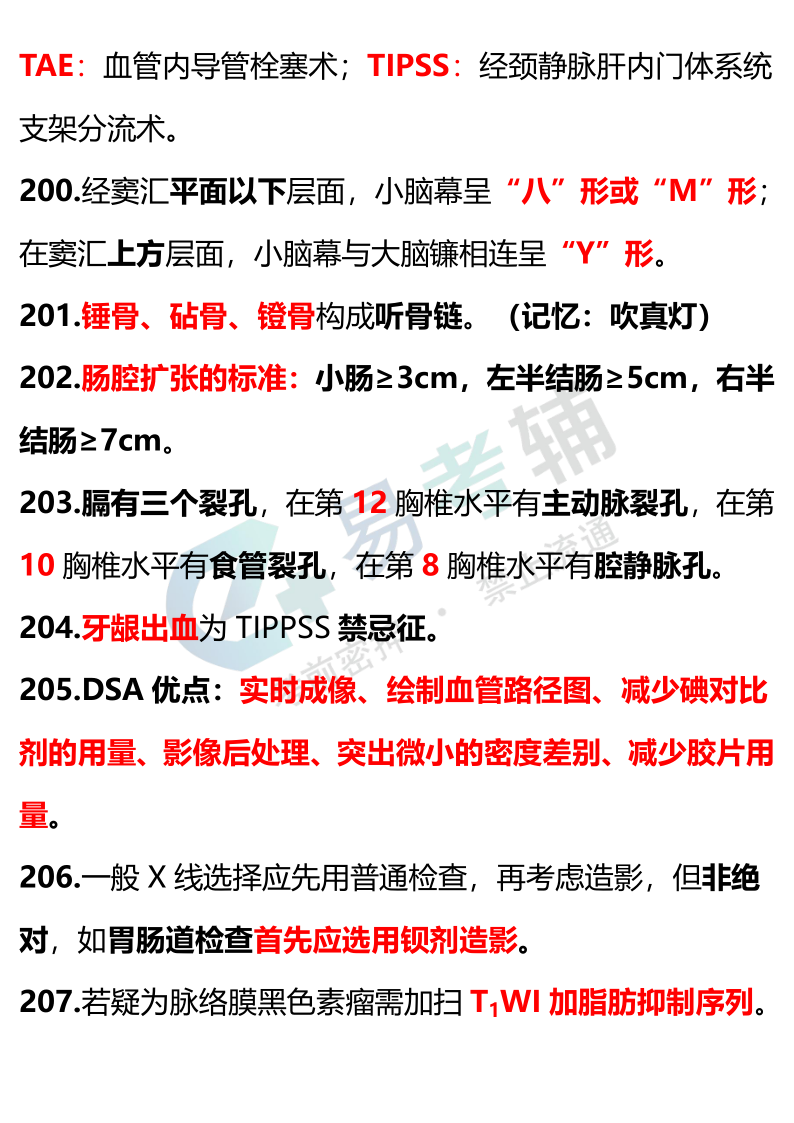 TAE：血管内导管栓塞术；TIPSS：经颈静脉肝内门体系统
支架分流术。
200.经窦汇平面以下层面，小脑幕呈“八”形或“M”形；
在窦汇上方层面，小脑幕与大脑镰相连呈“Y”形。
201.锤骨、砧骨、镫骨构成听骨链。（记忆：吹真灯）
202.肠腔扩张的标准：小肠≥3cm，左半结肠≥5cm，右半
结肠≥7cm。
203.膈有三个裂孔，在第 12 胸椎水平有主动脉裂孔，在第
10 胸椎水平有食管裂孔，在第 8 胸椎水平有腔静脉孔。
204.牙龈出血为 TIPPSS 禁忌征。
205.DSA 优点：实时成像、绘制血管路径图、减少碘对比
剂的用量、影像后处理、突出微小的密度差别、减少胶片用
量。
206.一般 X 线选择应先用普通检查，再考虑造影，但非绝
对，如胃肠道检查首先应选用钡剂造影。
207.若疑为脉络膜黑色素瘤需加扫 T₁WI 加脂肪抑制序列。
易考辅
考前密押 · 禁止流通